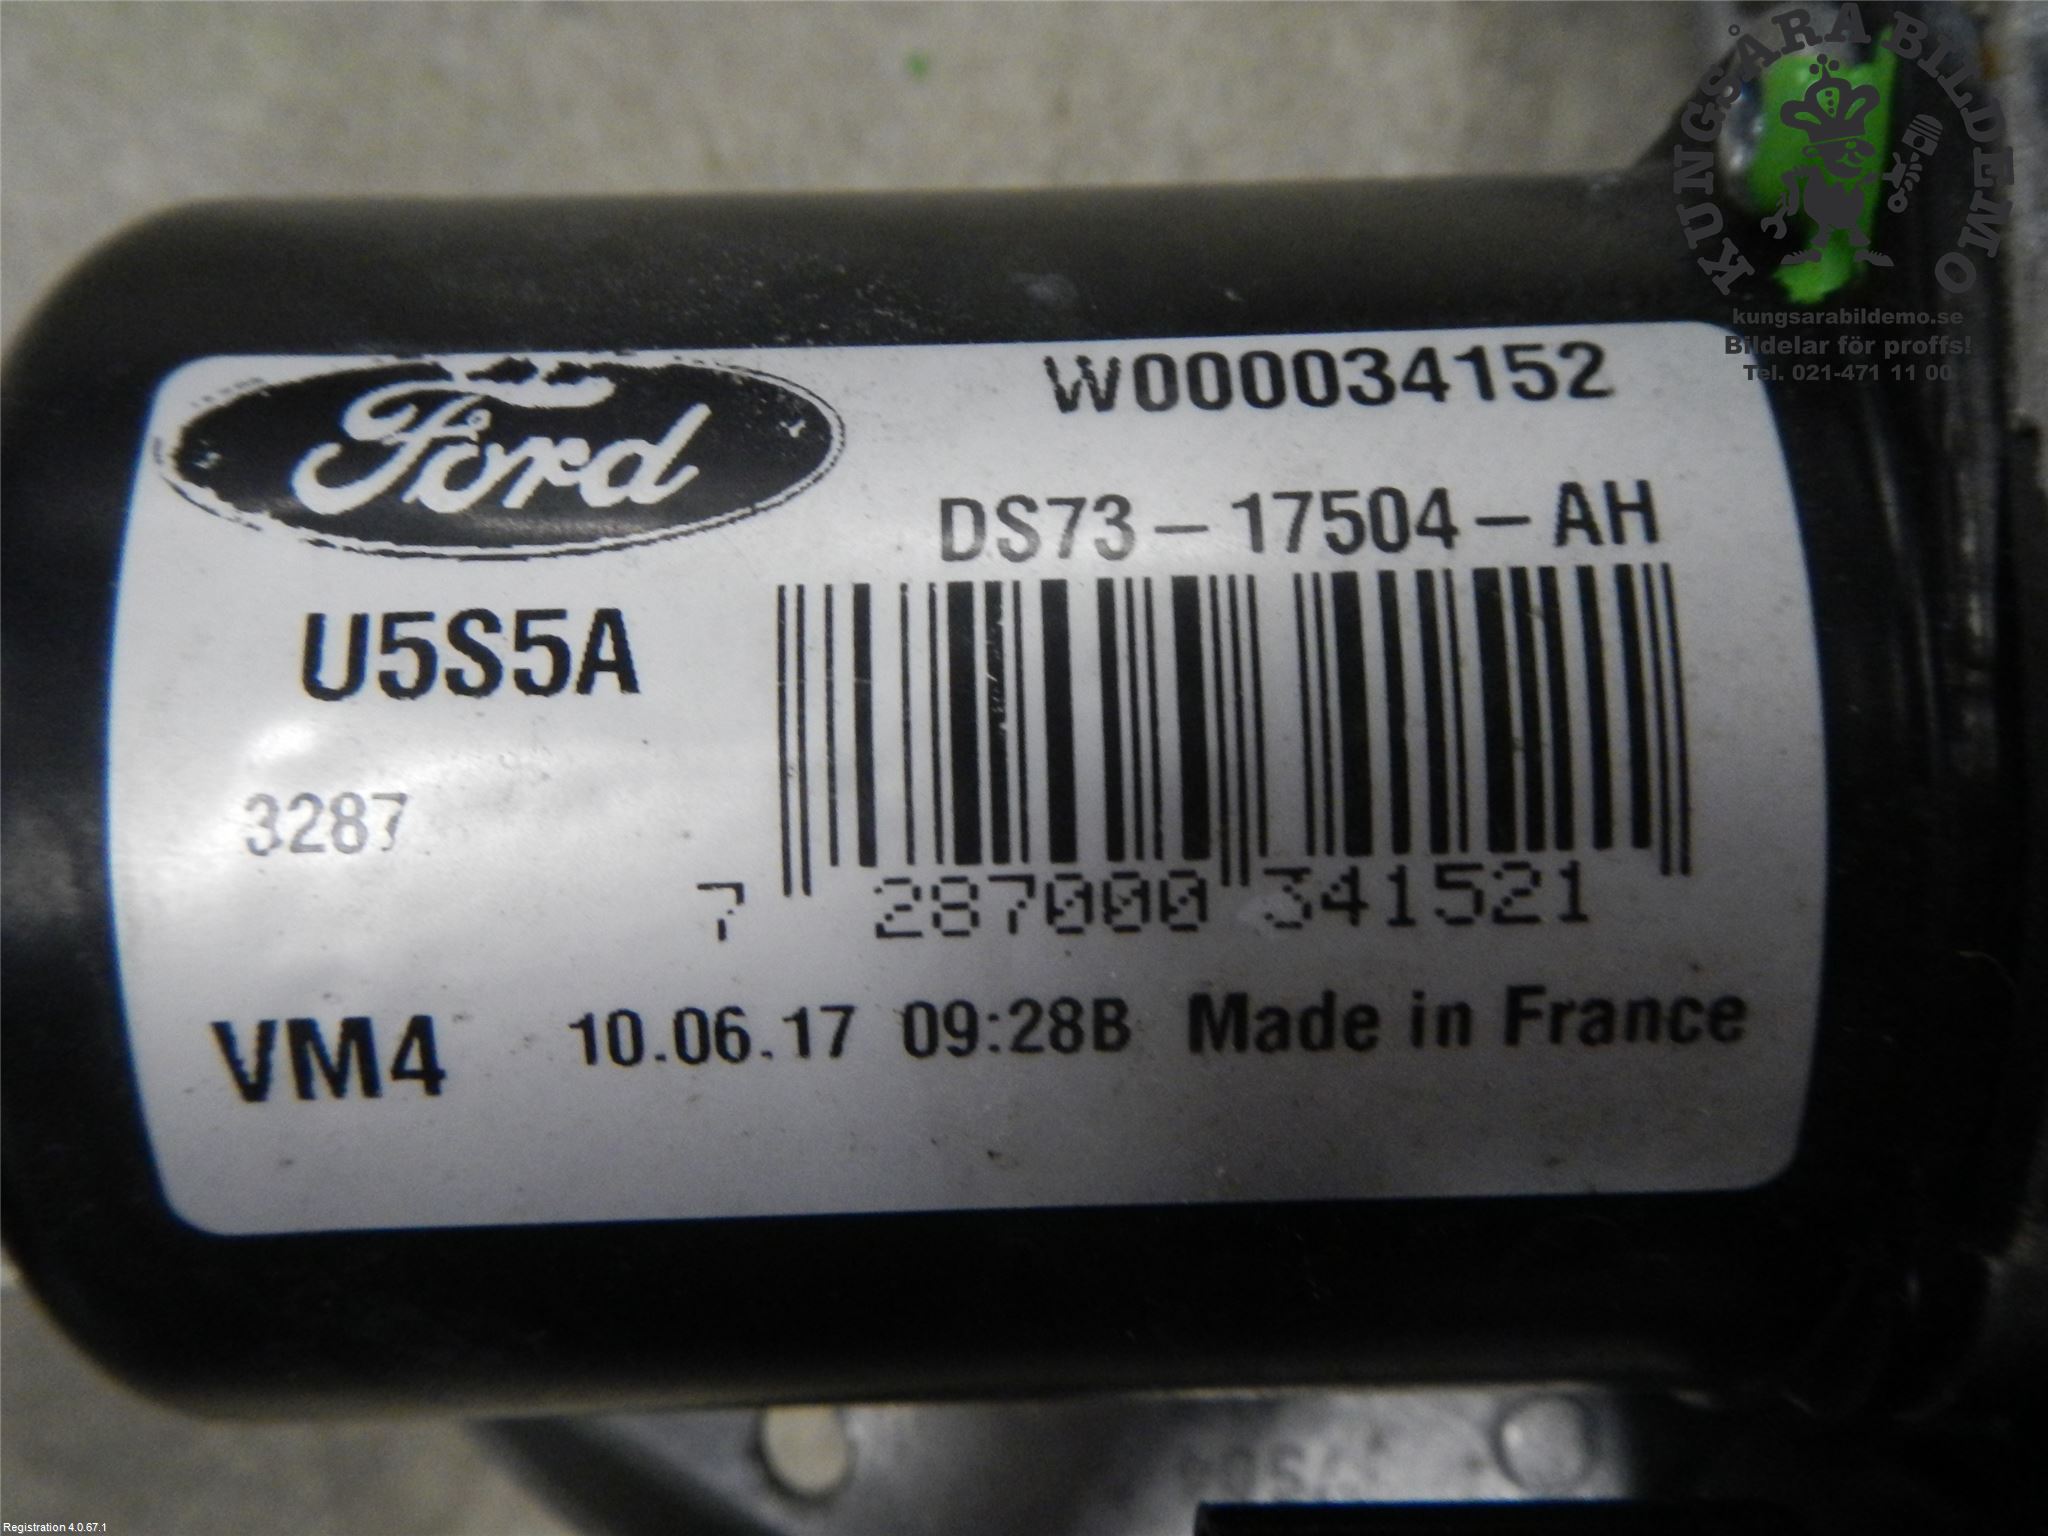 KUNGSÅRA BILDEMO
kungsarabildemo.se
Bildelar för proffs!
Tel. 021-471 11 00
Ford
W000034152
DS73-17504-AH
U5S5A
3287
7 287000 341521
VM4 10.06.17 09:28B Made in France
Registration 4.0.67.1